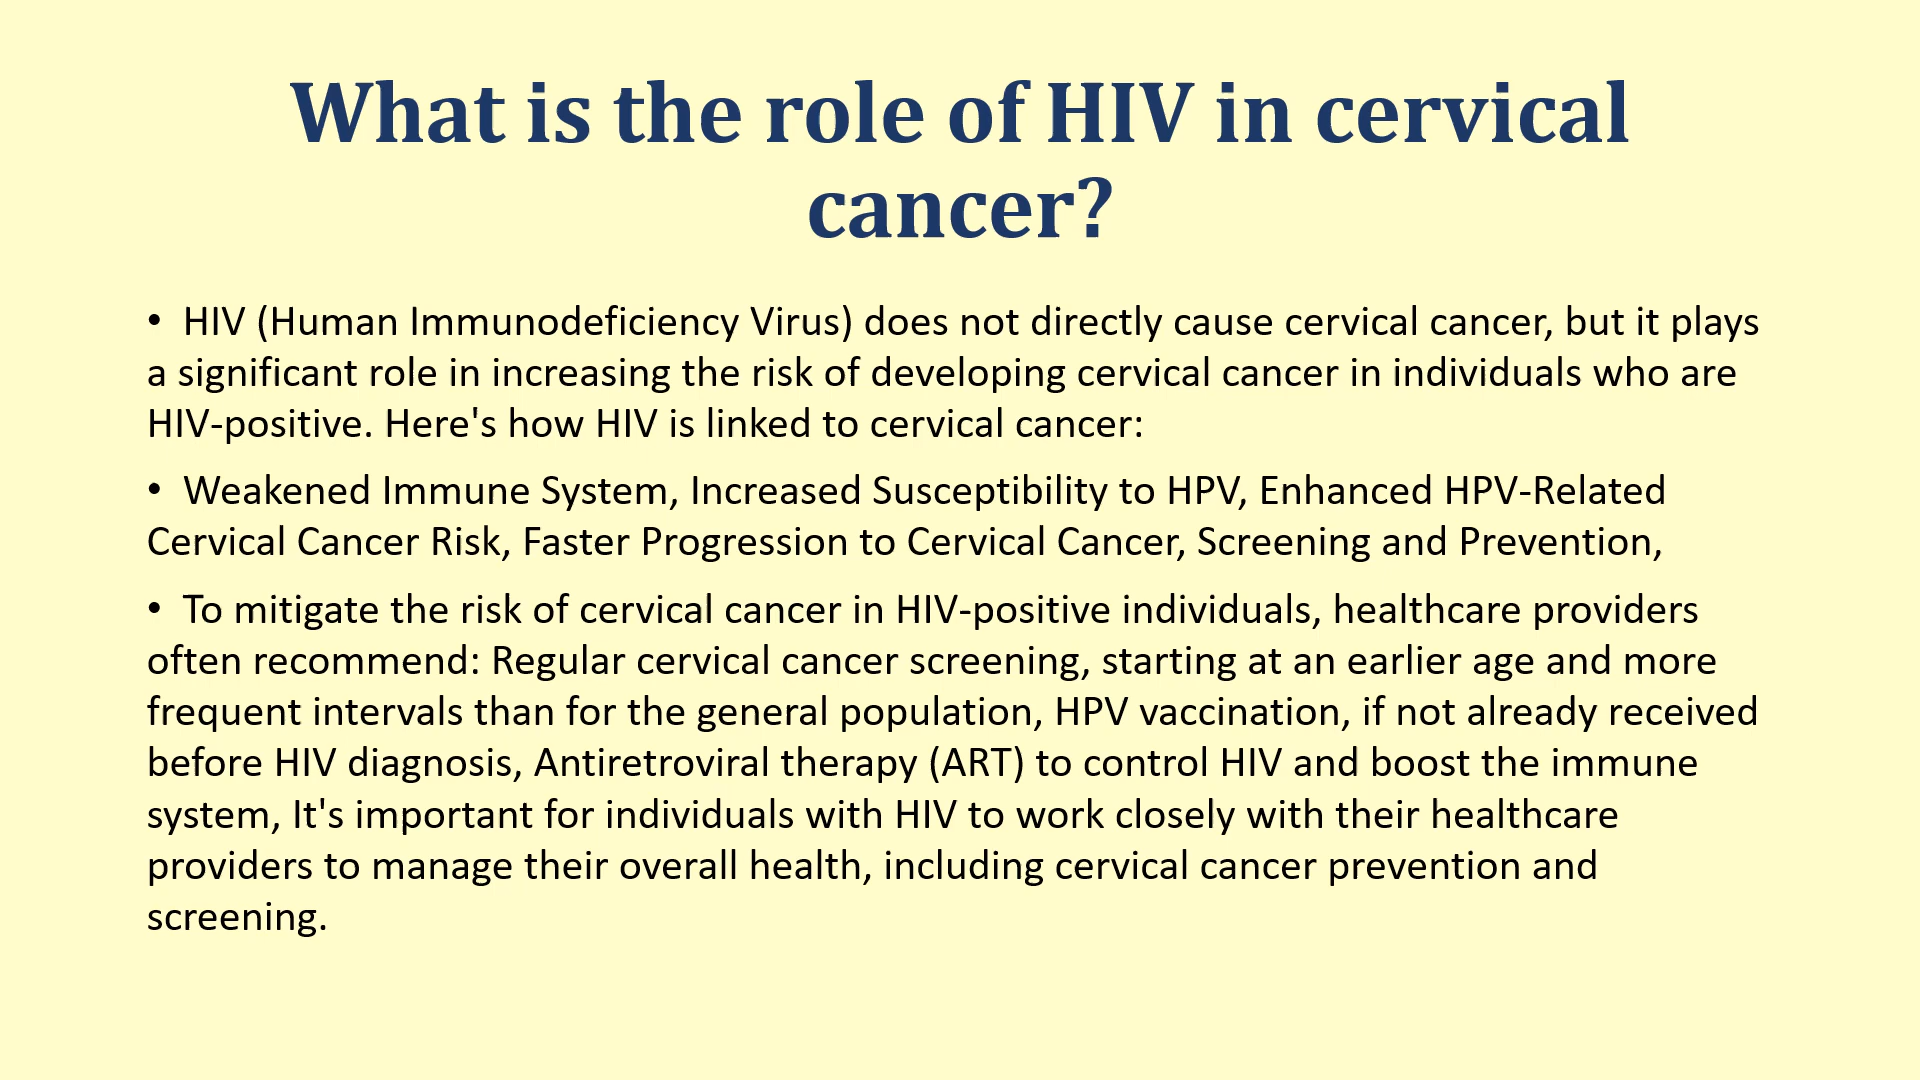 What is the role of HIV in cervical
cancer?
• HIV (Human Immunodeficiency Virus) does not directly cause cervical cancer, but it plays
a significant role in increasing the risk of developing cervical cancer in individuals who are
HIV-positive. Here's how HIV is linked to cervical cancer:
• Weakened Immune System, Increased Susceptibility to HPV, Enhanced HPV-Related
Cervical Cancer Risk, Faster Progression to Cervical Cancer, Screening and Prevention,
• To mitigate the risk of cervical cancer in HIV-positive individuals, healthcare providers
often recommend: Regular cervical cancer screening, starting at an earlier age and more
frequent intervals than for the general population, HPV vaccination, if not already received
before HIV diagnosis, Antiretroviral therapy (ART) to control HIV and boost the immune
system, It's important for individuals with HIV to work closely with their healthcare
providers to manage their overall health, including cervical cancer prevention and
screening.